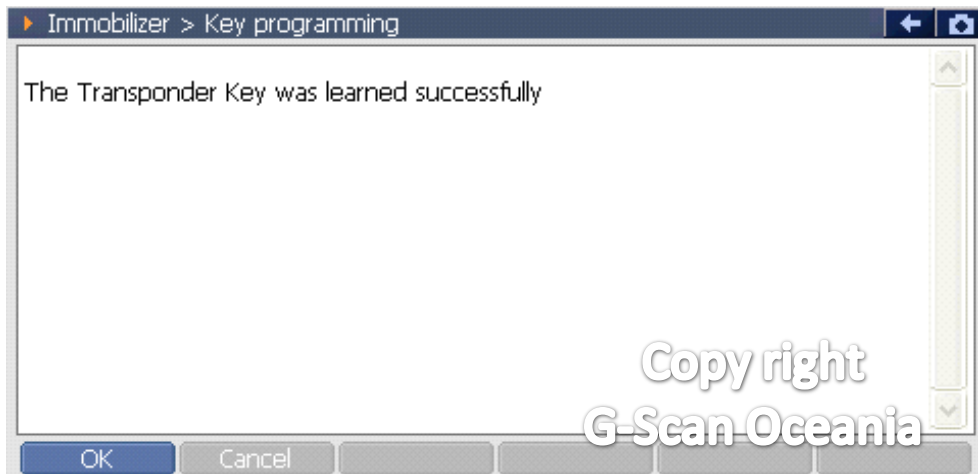 Immobilizer > Key programming
The Transponder Key was learned successfully
Copy right
G-Scan Oceania
OK
Cancel